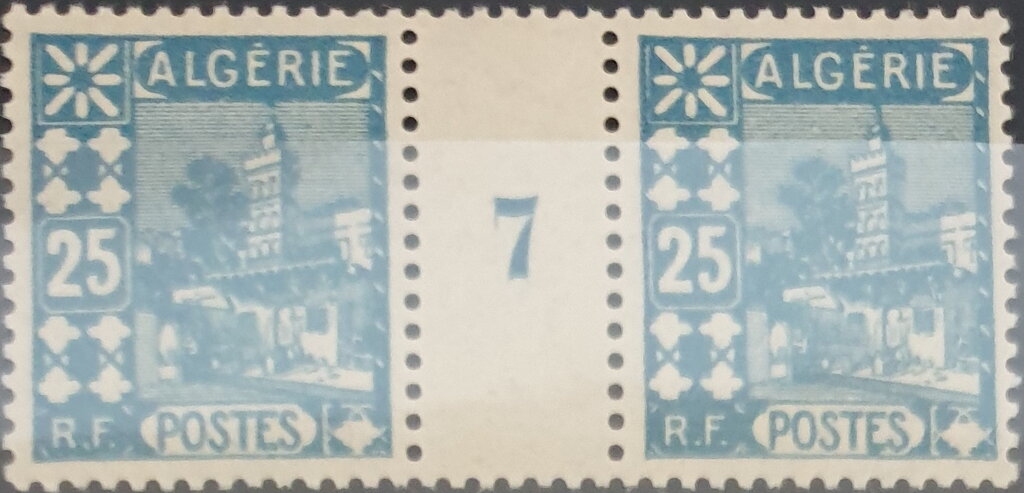 ALGÉRIE
25
R.F.
POSTES
7
ALGÉRIE
25
R.F.
POSTES